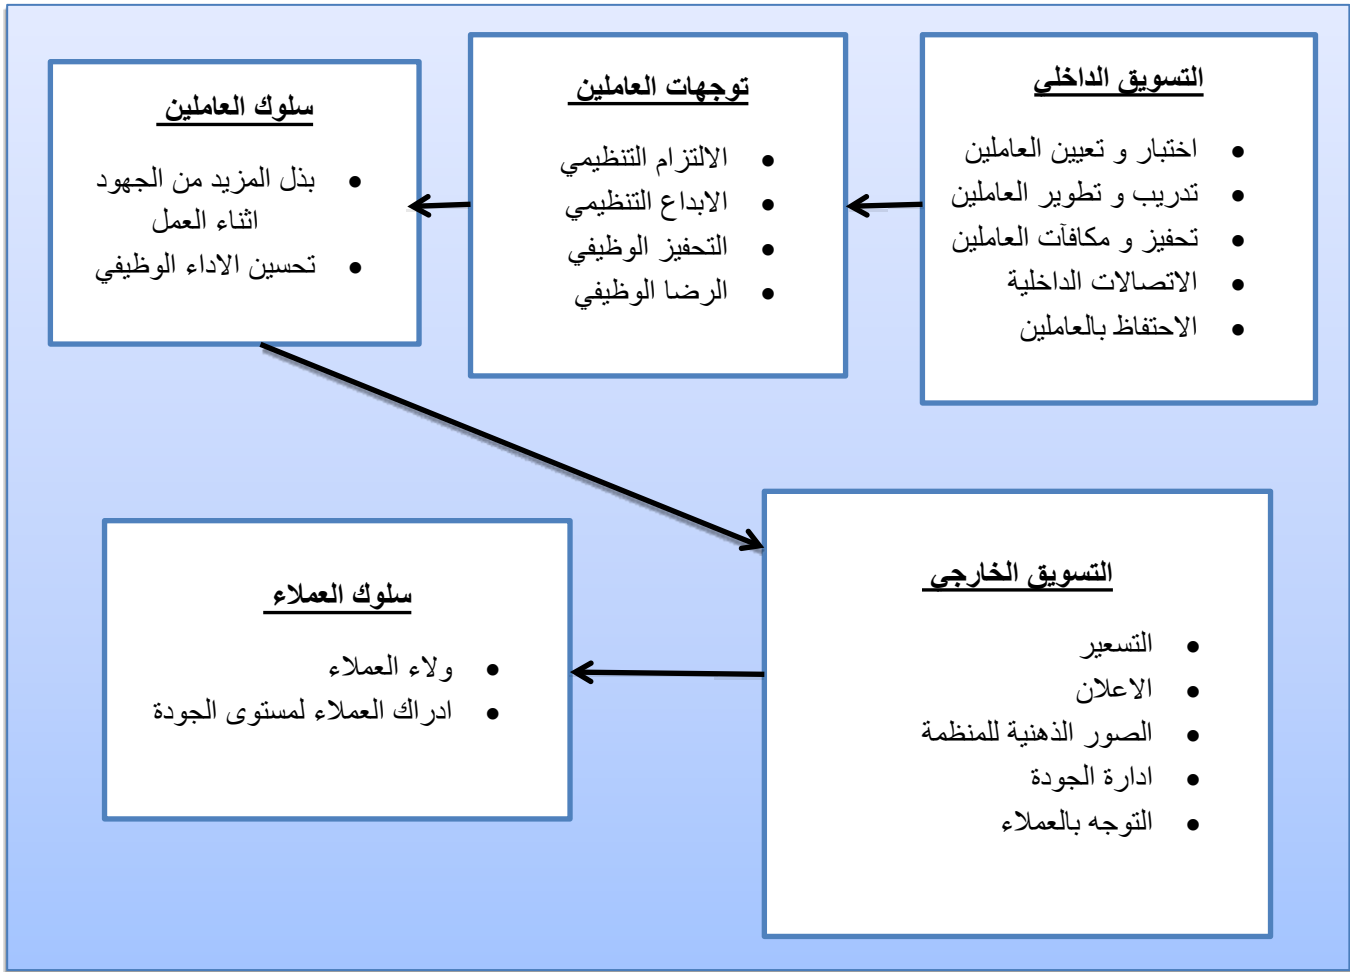 التسويق الداخلي
• اختبار و تعيين العاملين
• تدريب و تطوير العاملين
• تحفيز و مكافآت العاملين
• الاتصالات الداخلية
• الاحتفاظ بالعاملين
توجهات العاملين
• الالتزام التنظيمي
• الابداع التنظيمي
• التحفيز الوظيفي
• الرضا الوظيفي
سلوك العاملين
• بذل المزيد من الجهود
اثناء العمل
• تحسين الاداء الوظيفي
التسويق الخارجي
• التسعير
• الاعلان
• الصور الذهنية للمنظمة
• ادارة الجودة
• التوجه بالعملاء
سلوك العملاء
• ولاء العملاء
• ادراك العملاء لمستوى الجودة